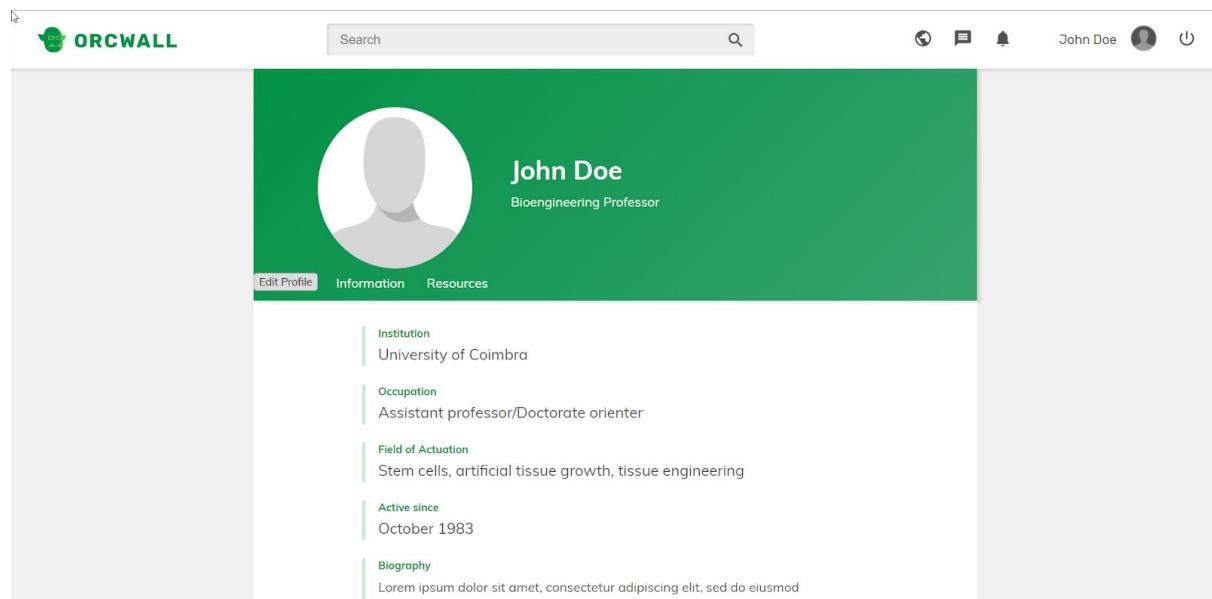 ORCWALL
Search
John Doe
John Doe
Bioengineering Professor
Edit Profile
Information
Resources
Institution
University of Coimbra
Occupation
Assistant professor/Doctorate orienter
Field of Actuation
Stem cells, artificial tissue growth, tissue engineering
Active since
October 1983
Biography
Lorem ipsum dolor sit amet, consectetur adipiscing elit, sed do eiusmod